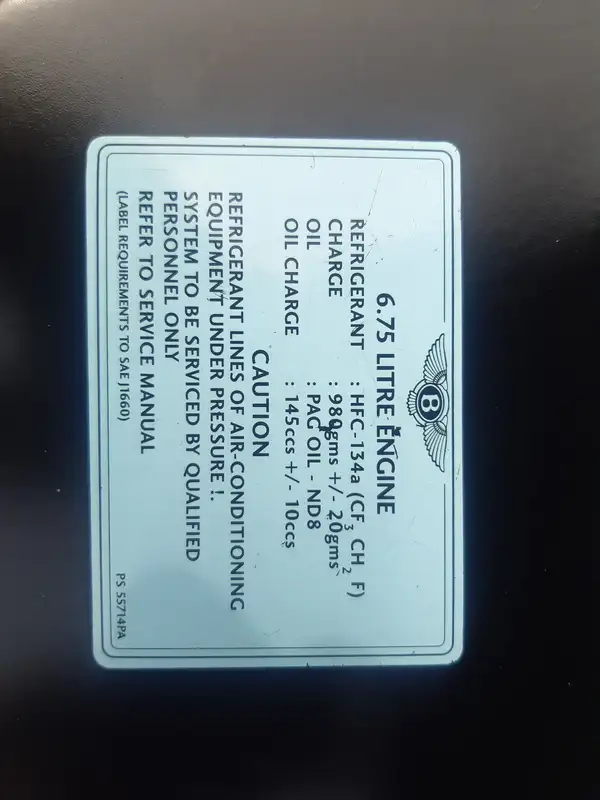 B
6.75 LITRE ENGINE
REFRIGERANT : HFC-134a (CF3 CH2 F)
CHARGE : 980gms +/- 20gms
OIL : PAG OIL - ND8
OIL CHARGE : 145ccs +/- 10ccs
CAUTION
REFRIGERANT LINES OF AIR-CONDITIONING
EQUIPMENT UNDER PRESSURE !.
SYSTEM TO BE SERVICED BY QUALIFIED
PERSONNEL ONLY
REFER TO SERVICE MANUAL
(LABEL REQUIREMENTS TO SAE J1660)
PS 55714PA